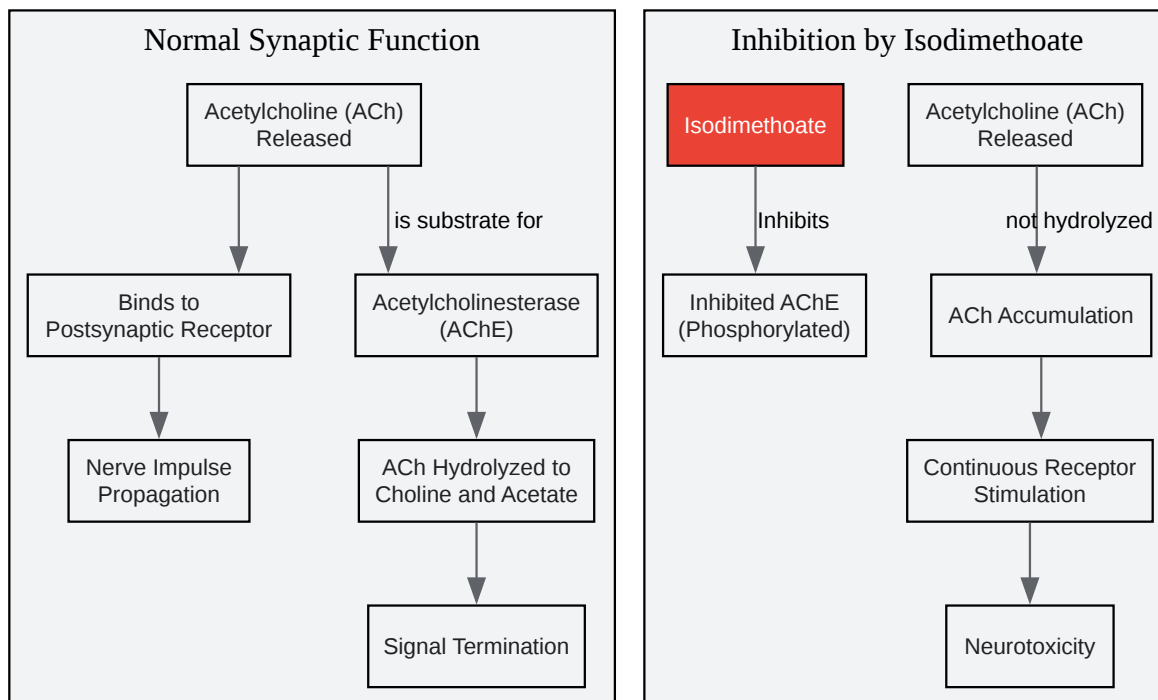 Normal Synaptic Function
Acetylcholine (ACh)
Released
is substrate for
Binds to
Postsynaptic Receptor
Acetylcholinesterase
(AChE)
Nerve Impulse
Propagation
ACh Hydrolyzed to
Choline and Acetate
Signal Termination
Inhibition by Isodimethoate
Isodimethoate
Acetylcholine (ACh)
Released
Inhibits
not hydrolyzed
Inhibited AChE
(Phosphorylated)
ACh Accumulation
Continuous Receptor
Stimulation
Neurotoxicity